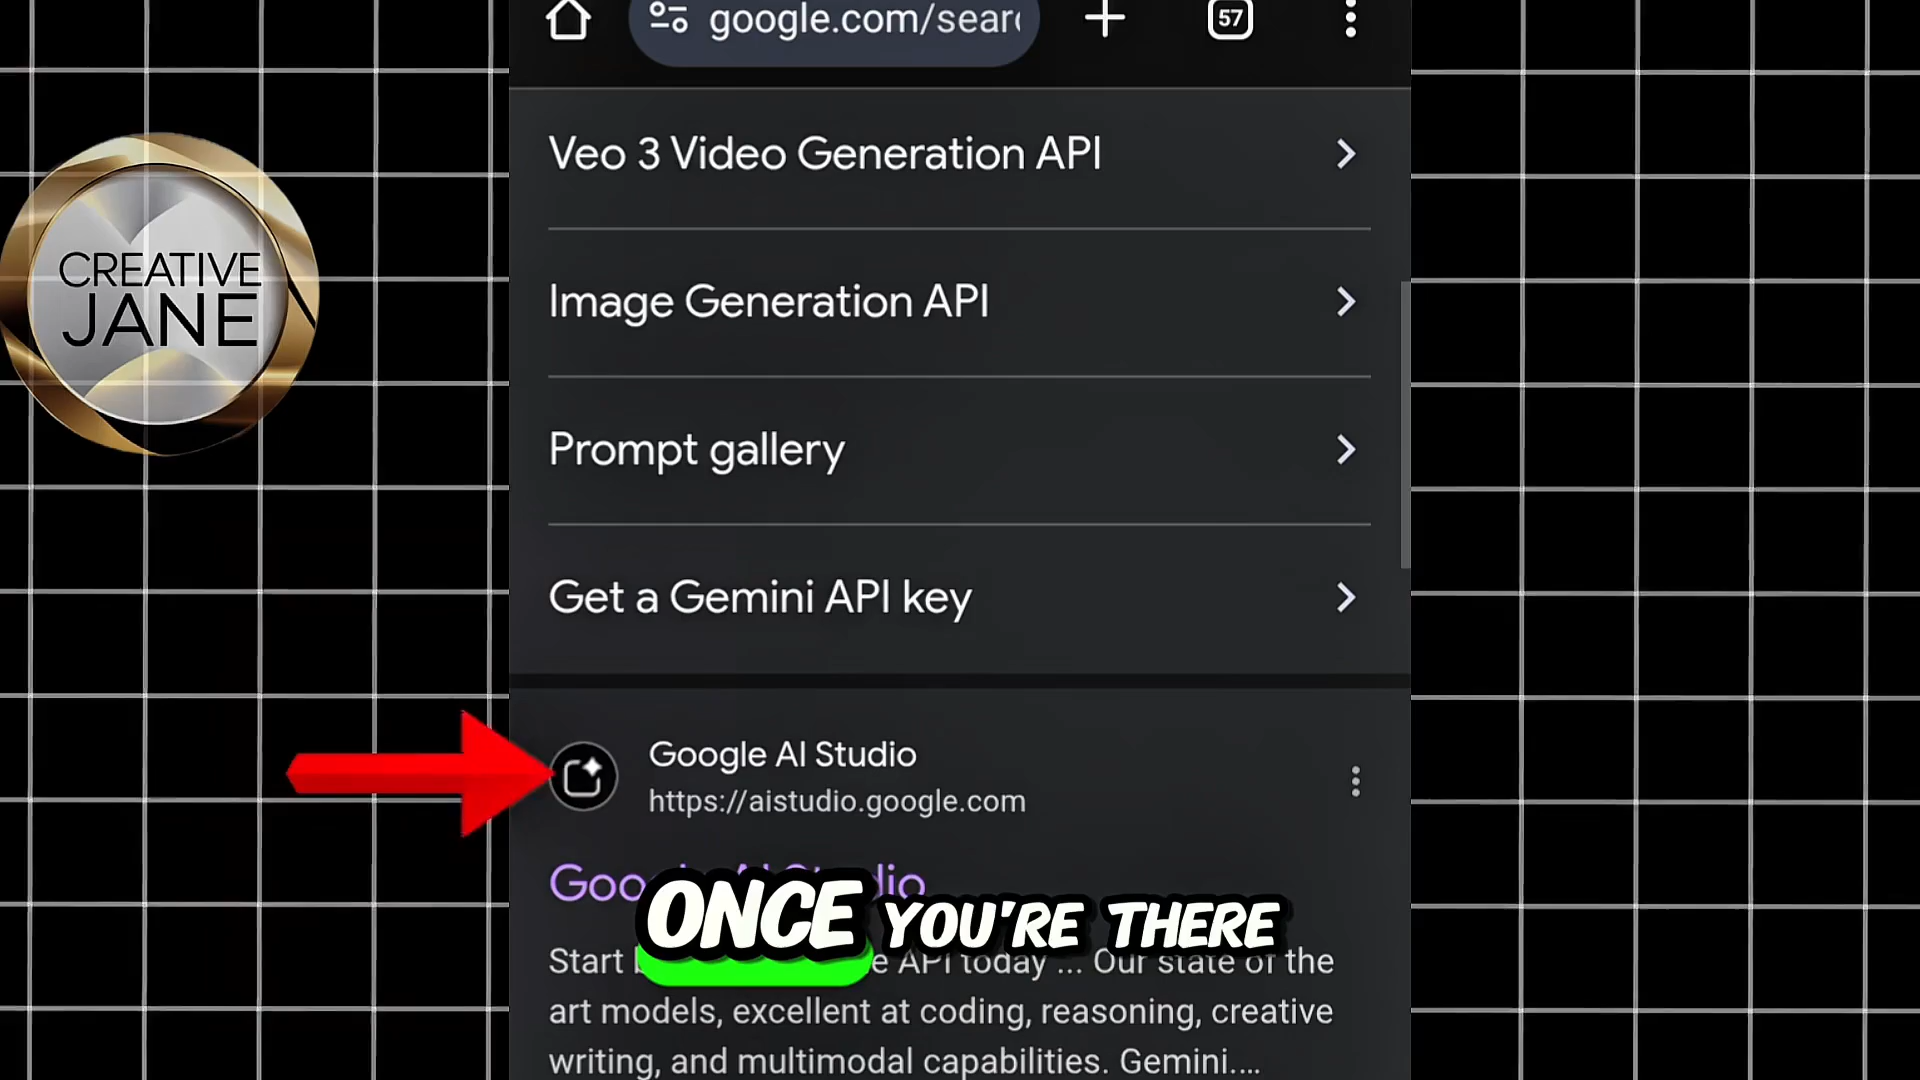 google.com/sear
57
CREATIVE
JANE
Veo 3 Video Generation API
Image Generation API
Prompt gallery
Get a Gemini API key
Google AI Studio
https://aistudio.google.com
Goo dio
ONCE YOU'RE THERE
Start e API today ... Our state of the
art models, excellent at coding, reasoning, creative
writing, and multimodal capabilities. Gemini....